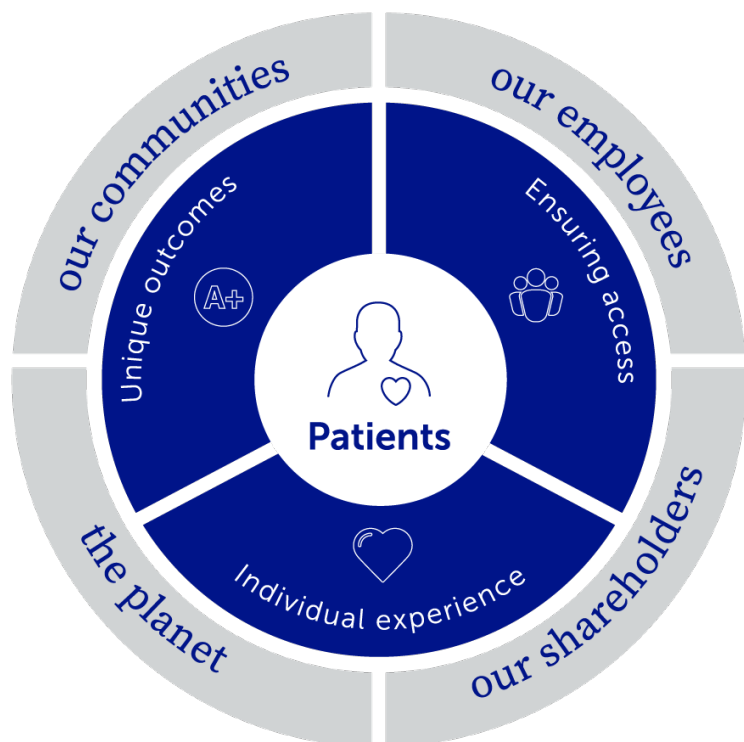 our communities
our employees
Unique outcomes
Ensuring access
A+
Patients
Individual experience
the planet
our shareholders